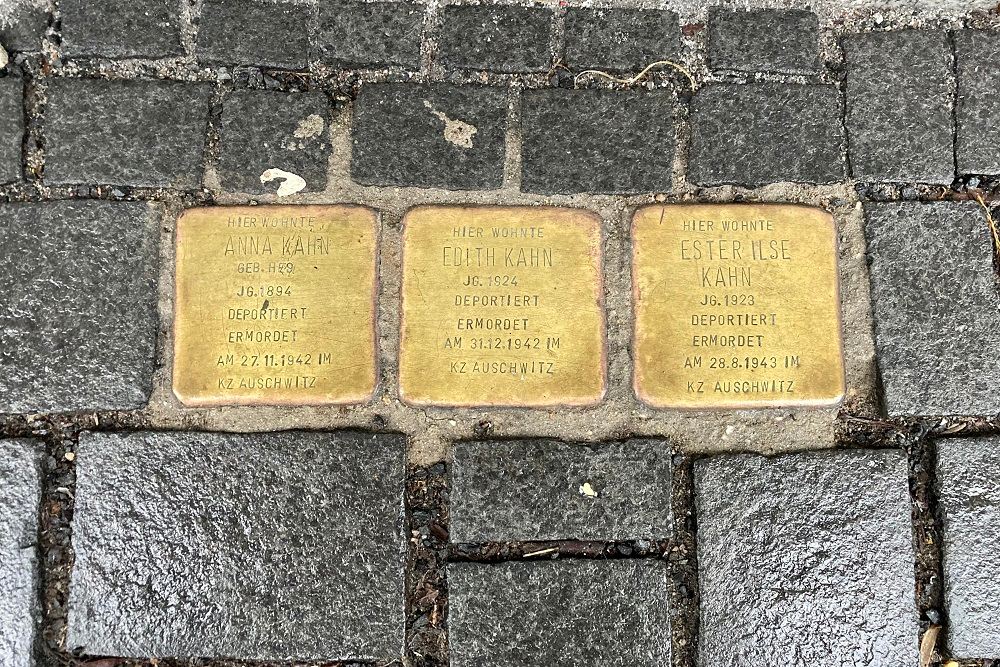 HIER WOHNTE
ANNA KAHN
GEB. HES
JG. 1894
DEPORTIERT
ERMORDET
AM 27.11.1942 IM
KZ AUSCHWITZ
HIER WOHNTE
EDITH KAHN
JG. 1924
DEPORTIERT
ERMORDET
AM 31.12.1942 IM
KZ AUSCHWITZ
HIER WOHNTE
ESTER ILSE
KAHN
JG. 1923
DEPORTIERT
ERMORDET
AM 28.8.1943 IM
KZ AUSCHWITZ